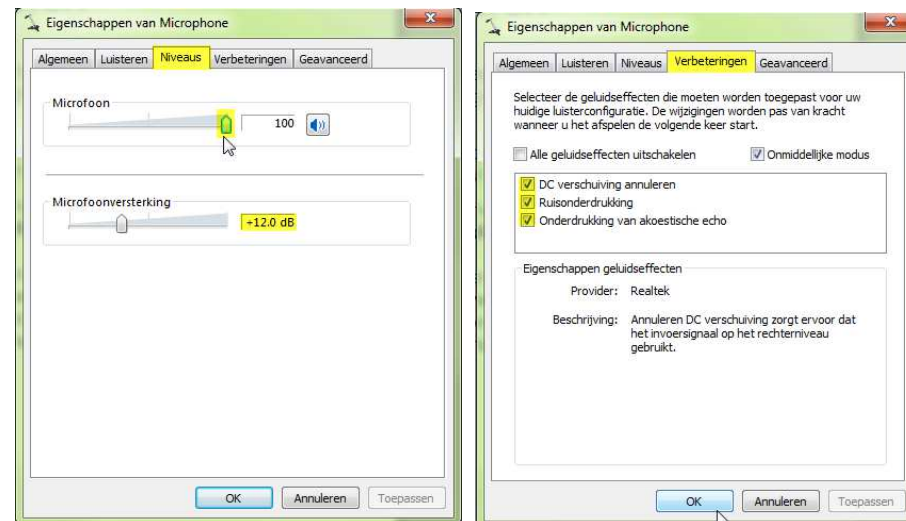 Eigenschappen van Microphone
Algemeen Luisteren Niveaus Verbeteringen Geavanceerd
Microfoon
100
Microfoonversterking
+12.0 dB
OK Annuleren Toepassen
Eigenschappen van Microphone
Algemeen Luisteren Niveaus Verbeteringen Geavanceerd
Selecteer de geluidseffecten die moeten worden toegepast voor uw
huidige luisterconfiguratie. De wijzigingen worden pas van kracht
wanneer u het afspelen de volgende keer start.
Alle geluidseffecten uitschakelen Onmiddellijke modus
DC verschuiving annuleren
Ruisonderdrukking
Onderdrukking van akoestische echo
Eigenschappen geluidseffecten
Provider: Realtek
Beschrijving: Annuleren DC verschuiving zorgt ervoor dat
het invoersignaal op het rechterniveau
gebruikt.
OK Annuleren Toepassen